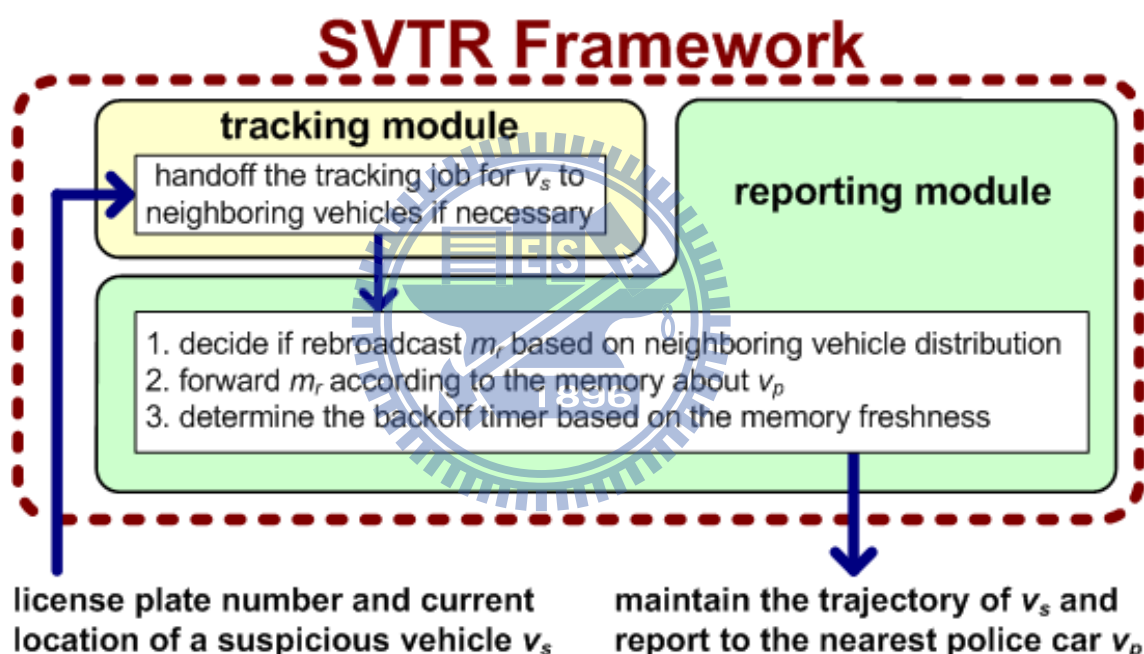 SVTR Framework
tracking module
handoff the tracking job for vs to
neighboring vehicles if necessary
reporting module
ES A
1. decide if rebroadcast mr based on neighboring vehicle distribution
2. forward mr according to the memory about vp
1896
3. determine the backoff timer based on the memory freshness
license plate number and current
location of a suspicious vehicle vs
maintain the trajectory of vs and
report to the nearest police car vp